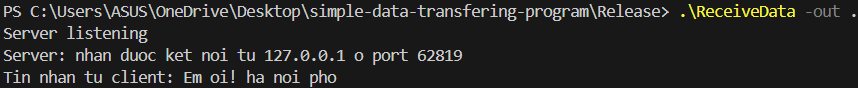 PS C:\Users\ASUS\OneDrive\Desktop\simple-data-transfering-program\Release> .\ReceiveData -out .
Server listening
Server: nhan duoc ket noi tu 127.0.0.1 o port 62819
Tin nhan tu client: Em oi! ha noi pho